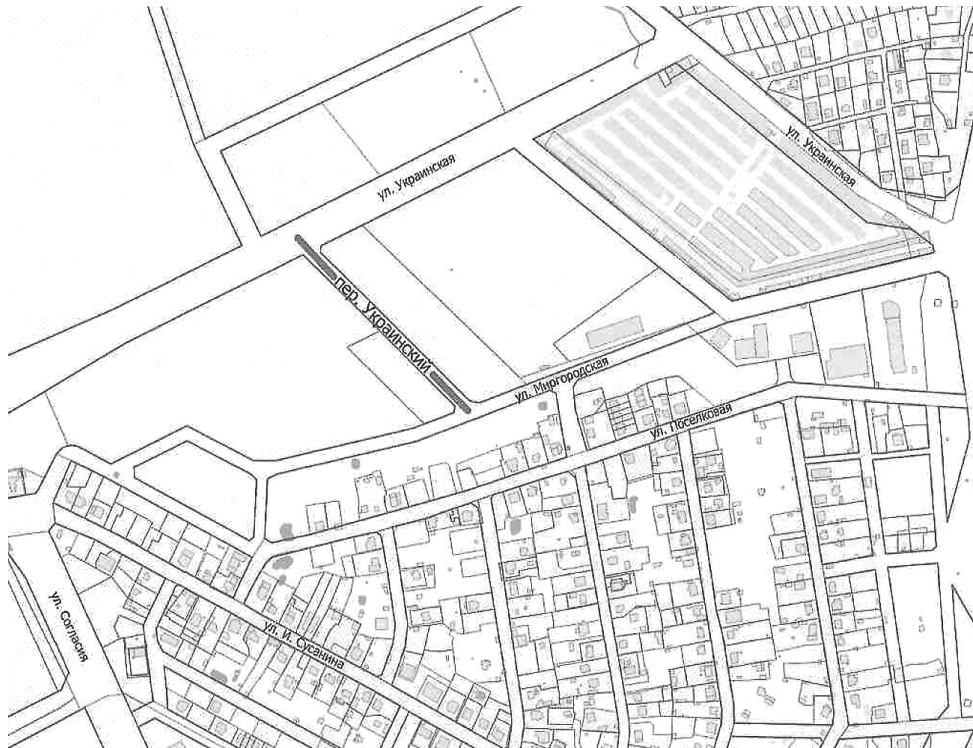 ул. Украинская
ул. Украинская
пер. Украинский
ул. Миргородская
ул. Поселковая
ул. Согласия
ул. И. Сусанина